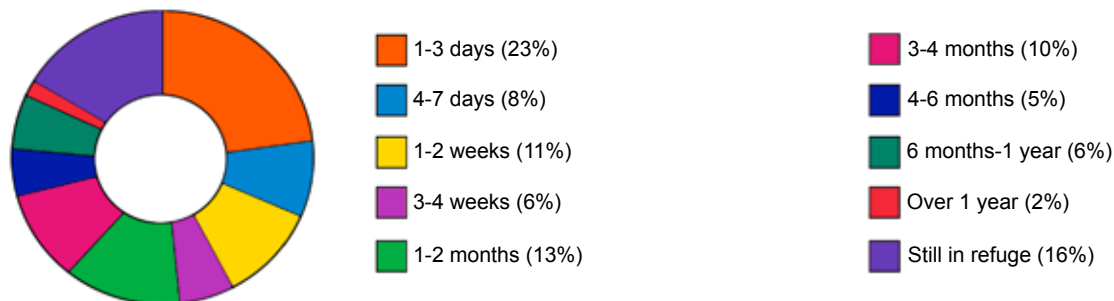 1-3 days (23%)
4-7 days (8%)
1-2 weeks (11%)
3-4 weeks (6%)
1-2 months (13%)
3-4 months (10%)
4-6 months (5%)
6 months-1 year (6%)
Over 1 year (2%)
Still in refuge (16%)